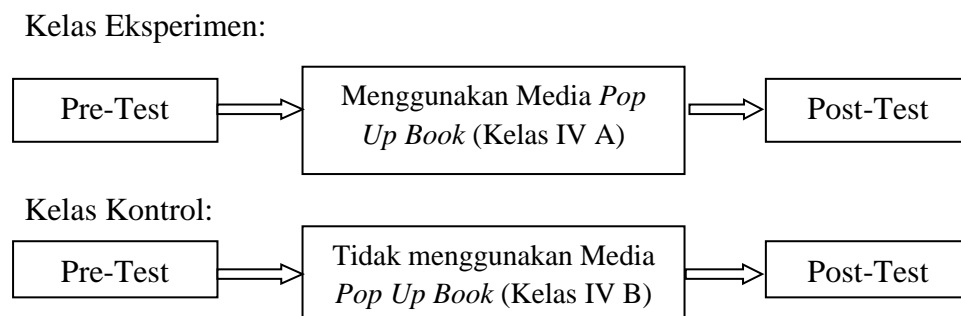 Kelas Eksperimen:
Pre-Test
Menggunakan Media Pop
Up Book (Kelas IV A)
Post-Test
Kelas Kontrol:
Pre-Test
Tidak menggunakan Media
Pop Up Book (Kelas IV B)
Post-Test